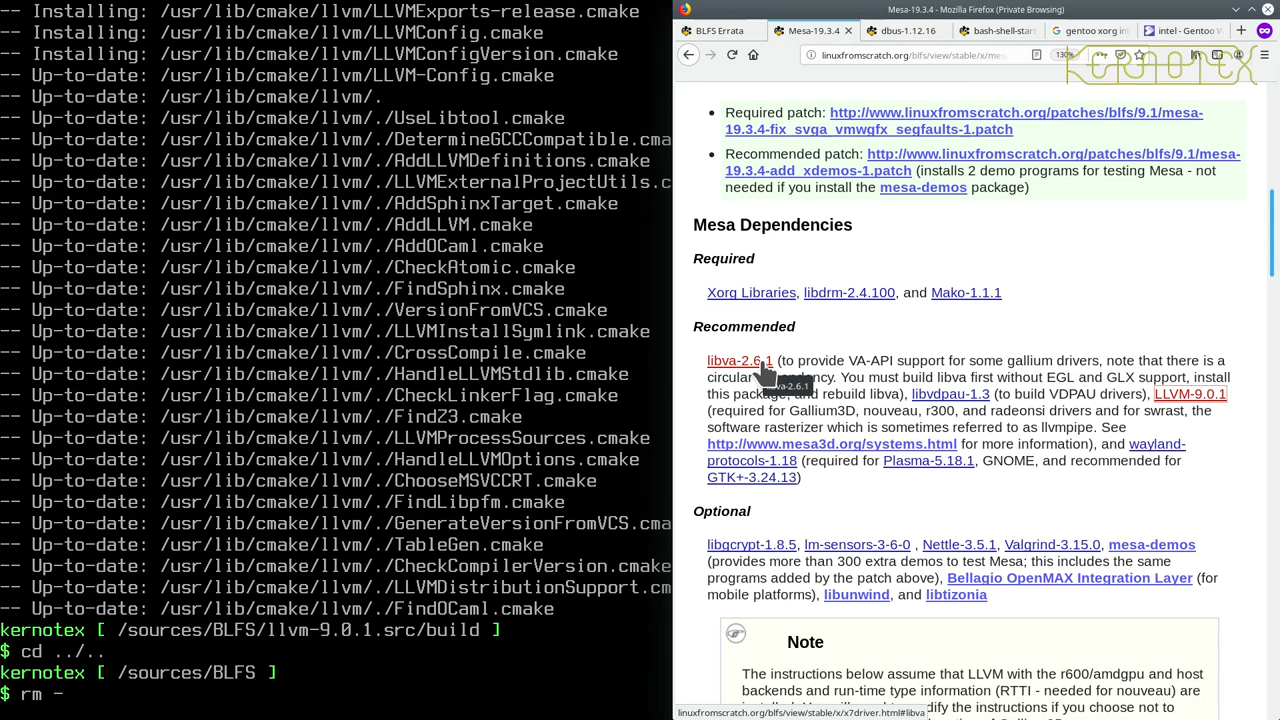 -- Installing: /usr/lib/cmake/llvm/LLVMExports-release.cmake
-- Installing: /usr/lib/cmake/llvm/LLVMConfig.cmake
-- Installing: /usr/lib/cmake/llvm/LLVMConfigVersion.cmake
-- Up-to-date: /usr/lib/cmake/llvm/LLVM-Config.cmake
-- Up-to-date: /usr/lib/cmake/llvm/.
-- Up-to-date: /usr/lib/cmake/llvm/./UseLibtool.cmake
-- Up-to-date: /usr/lib/cmake/llvm/./DetermineGCCCompatible.cma
-- Up-to-date: /usr/lib/cmake/llvm/./AddLLVMDefinitions.cmake
-- Up-to-date: /usr/lib/cmake/llvm/./LLVMExternalProjectUtils.c
-- Up-to-date: /usr/lib/cmake/llvm/./AddSphinxTarget.cmake
-- Up-to-date: /usr/lib/cmake/llvm/./AddLLVM.cmake
-- Up-to-date: /usr/lib/cmake/llvm/./AddOCaml.cmake
-- Up-to-date: /usr/lib/cmake/llvm/./CheckAtomic.cmake
-- Up-to-date: /usr/lib/cmake/llvm/./FindSphinx.cmake
-- Up-to-date: /usr/lib/cmake/llvm/./VersionFromVCS.cmake
-- Up-to-date: /usr/lib/cmake/llvm/./LLVMInstallSymlink.cmake
-- Up-to-date: /usr/lib/cmake/llvm/./CrossCompile.cmake
-- Up-to-date: /usr/lib/cmake/llvm/./HandleLLVMStdlib.cmake
-- Up-to-date: /usr/lib/cmake/llvm/./CheckLinkerFlag.cmake
-- Up-to-date: /usr/lib/cmake/llvm/./FindZ3.cmake
-- Up-to-date: /usr/lib/cmake/llvm/./LLVMProcessSources.cmake
-- Up-to-date: /usr/lib/cmake/llvm/./HandleLLVMOptions.cmake
-- Up-to-date: /usr/lib/cmake/llvm/./ChooseMSVCCRT.cmake
-- Up-to-date: /usr/lib/cmake/llvm/./FindLibpfm.cmake
-- Up-to-date: /usr/lib/cmake/llvm/./GenerateVersionFromVCS.cma
-- Up-to-date: /usr/lib/cmake/llvm/./TableGen.cmake
-- Up-to-date: /usr/lib/cmake/llvm/./CheckCompilerVersion.cmake
-- Up-to-date: /usr/lib/cmake/llvm/./LLVMDistributionSupport.cma
-- Up-to-date: /usr/lib/cmake/llvm/./FindOCaml.cmake
kernotex [ /sources/BLFS/llvm-9.0.1.src/build ]
$ cd ../..
kernotex [ /sources/BLFS ]
$ rm -
Mesa-19.3.4 - Mozilla Firefox (Private Browsing)
BLFS Errata
Mesa-19.3.4
dbus-1.12.16
bash-shell-start
gentoo xorg in
intel - Gentoo W
linuxfromscratch.org/blfs/view/stable/x/mes
130%
KERNOTEX
Required patch: http://www.linuxfromscratch.org/patches/blfs/9.1/mesa-
19.3.4-fix_svga_vmwgfx_segfaults-1.patch
Recommended patch: http://www.linuxfromscratch.org/patches/blfs/9.1/mesa-
19.3.4-add_xdemos-1.patch (installs 2 demo programs for testing Mesa - not
needed if you install the mesa-demos package)
Mesa Dependencies
Required
Xorg Libraries, libdrm-2.4.100, and Mako-1.1.1
Recommended
libva-2.6.1 (to provide VA-API support for some gallium drivers, note that there is a
circular. You must build libva first without EGL and GLX support, install
this package, and rebuild libva), libvdpau-1.3 (to build VDPAU drivers), LLVM-9.0.1
(required for Gallium3D, nouveau, r300, and radeonsi drivers and for swrast, the
software rasterizer which is sometimes referred to as llvmpipe. See
http://www.mesa3d.org/systems.html for more information), and wayland-
protocols-1.18 (required for Plasma-5.18.1, GNOME, and recommended for
GTK+-3.24.13)
Optional
libgcrypt-1.8.5, lm-sensors-3-6-0 , Nettle-3.5.1, Valgrind-3.15.0, mesa-demos
(provides more than 300 extra demos to test Mesa; this includes the same
programs added by the patch above), Bellagio OpenMAX Integration Layer (for
mobile platforms), libunwind, and libtizonia
Note
The instructions below assume that LLVM with the r600/amdgpu and host
backends and run-time type information (RTTI - needed for nouveau) are
linuxfromscratch.org/blfs/view/stable/x/x7driver.html#libva